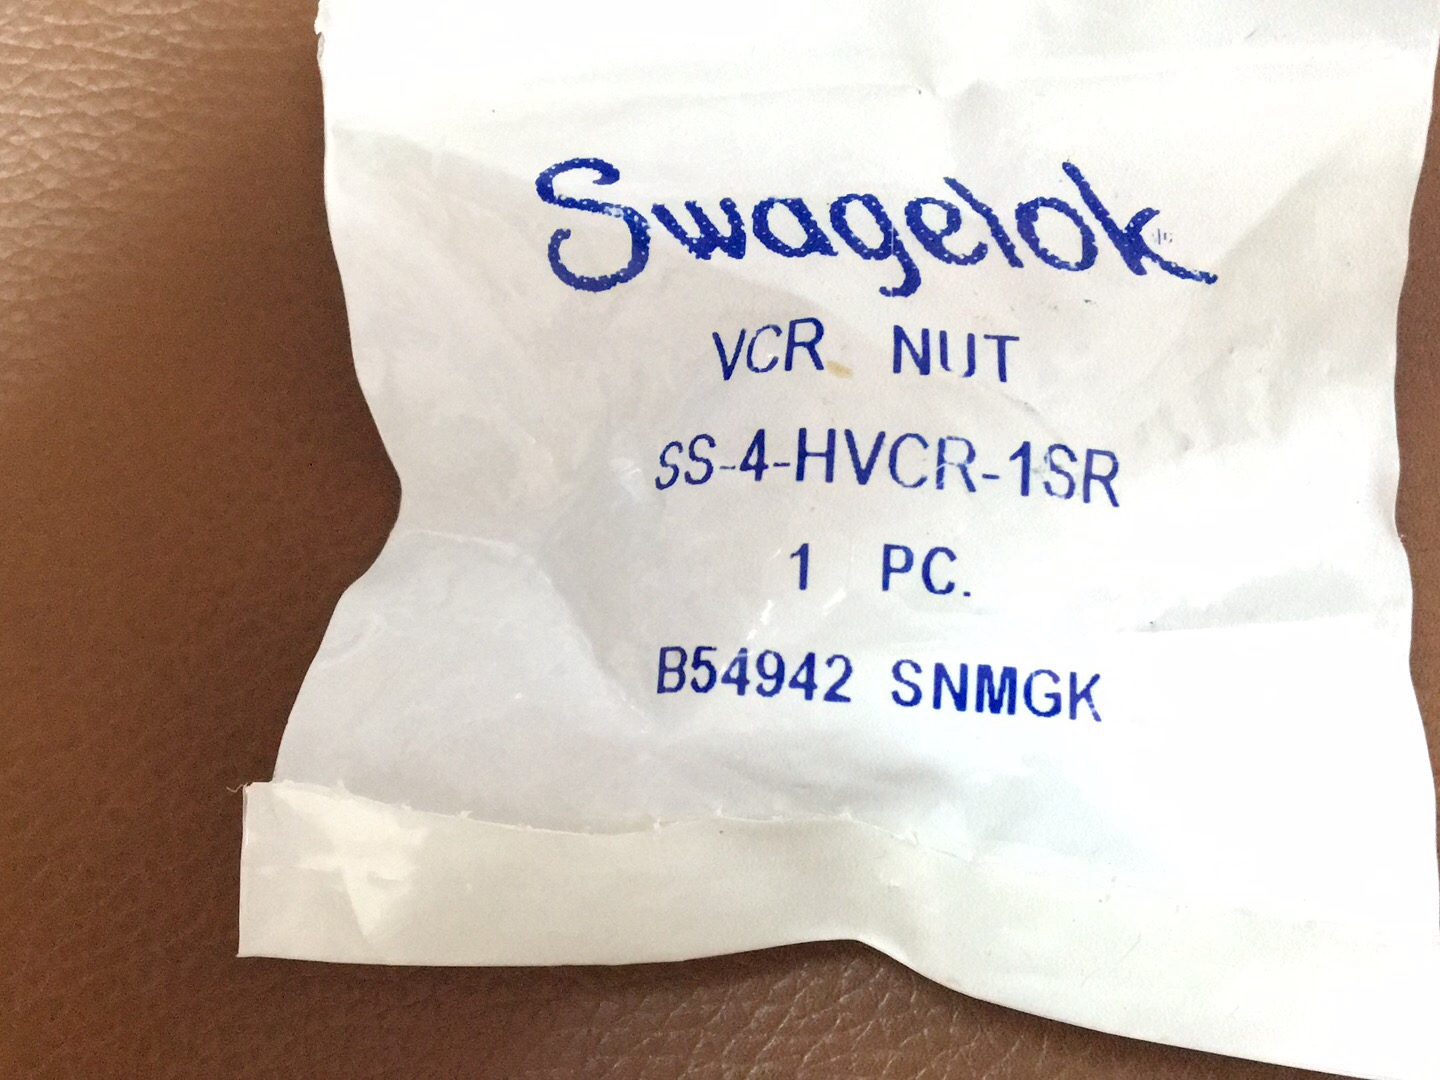 Swagelok
VCR NUT
SS-4-HVCR-1SR
1 PC.
B54942 SNMGK